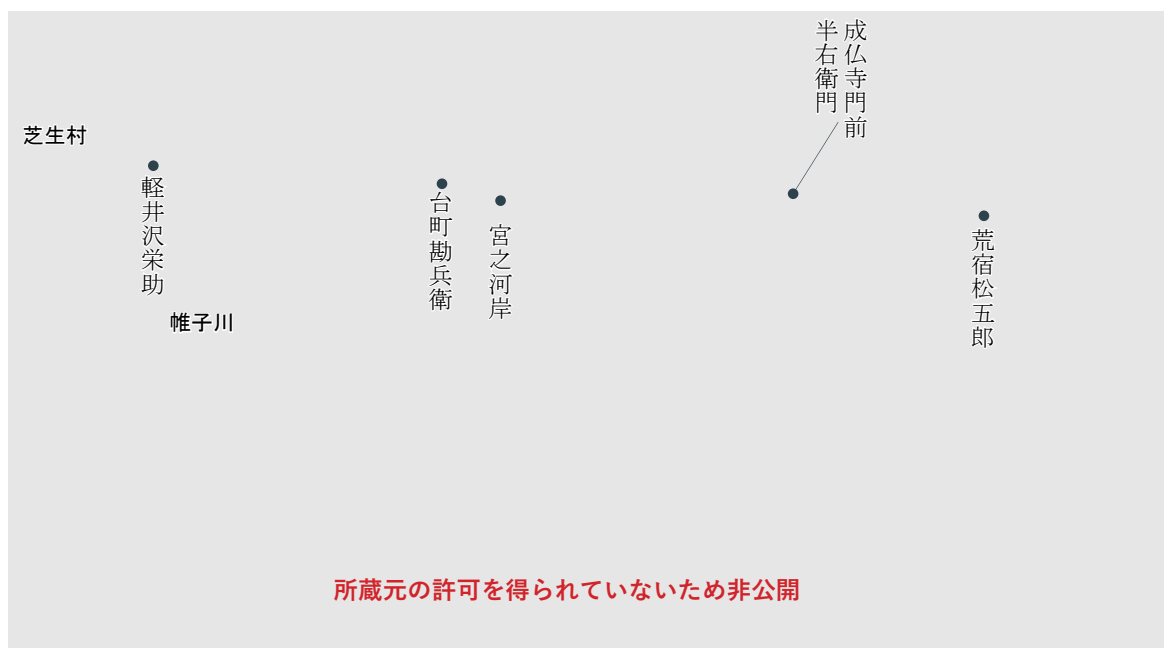 成仏寺門前
半右衛門
芝生村
軽井沢栄助
台町勘兵衛
宮之河岸
荒宿松五郎
帷子川
所蔵元の許可を得られていないため非公開